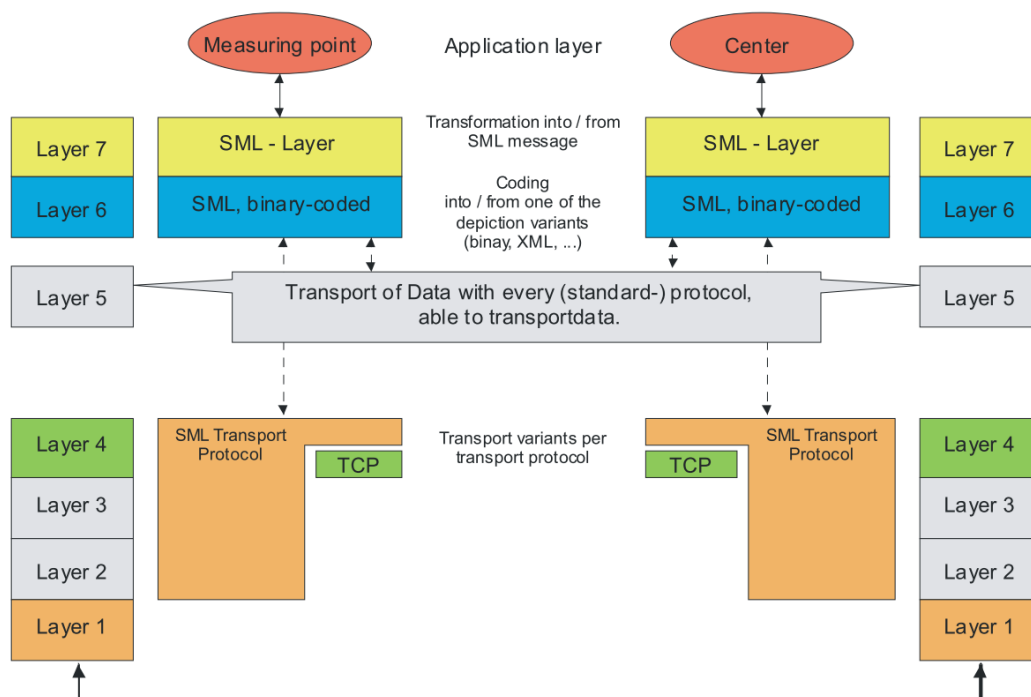 Measuring point
Application layer
Center
Layer 7
SML - Layer
Transformation into / from
SML message
SML - Layer
Layer 7
Layer 6
SML, binary-coded
Coding
into / from one of the
depiction variants
(binay, XML, ...)
SML, binary-coded
Layer 6
Layer 5
Transport of Data with every (standard-) protocol,
able to transportdata.
Layer 5
Layer 4
SML Transport
Protocol
TCP
Transport variants per
transport protocol
TCP
SML Transport
Protocol
Layer 4
Layer 3
Layer 3
Layer 2
Layer 2
Layer 1
Layer 1